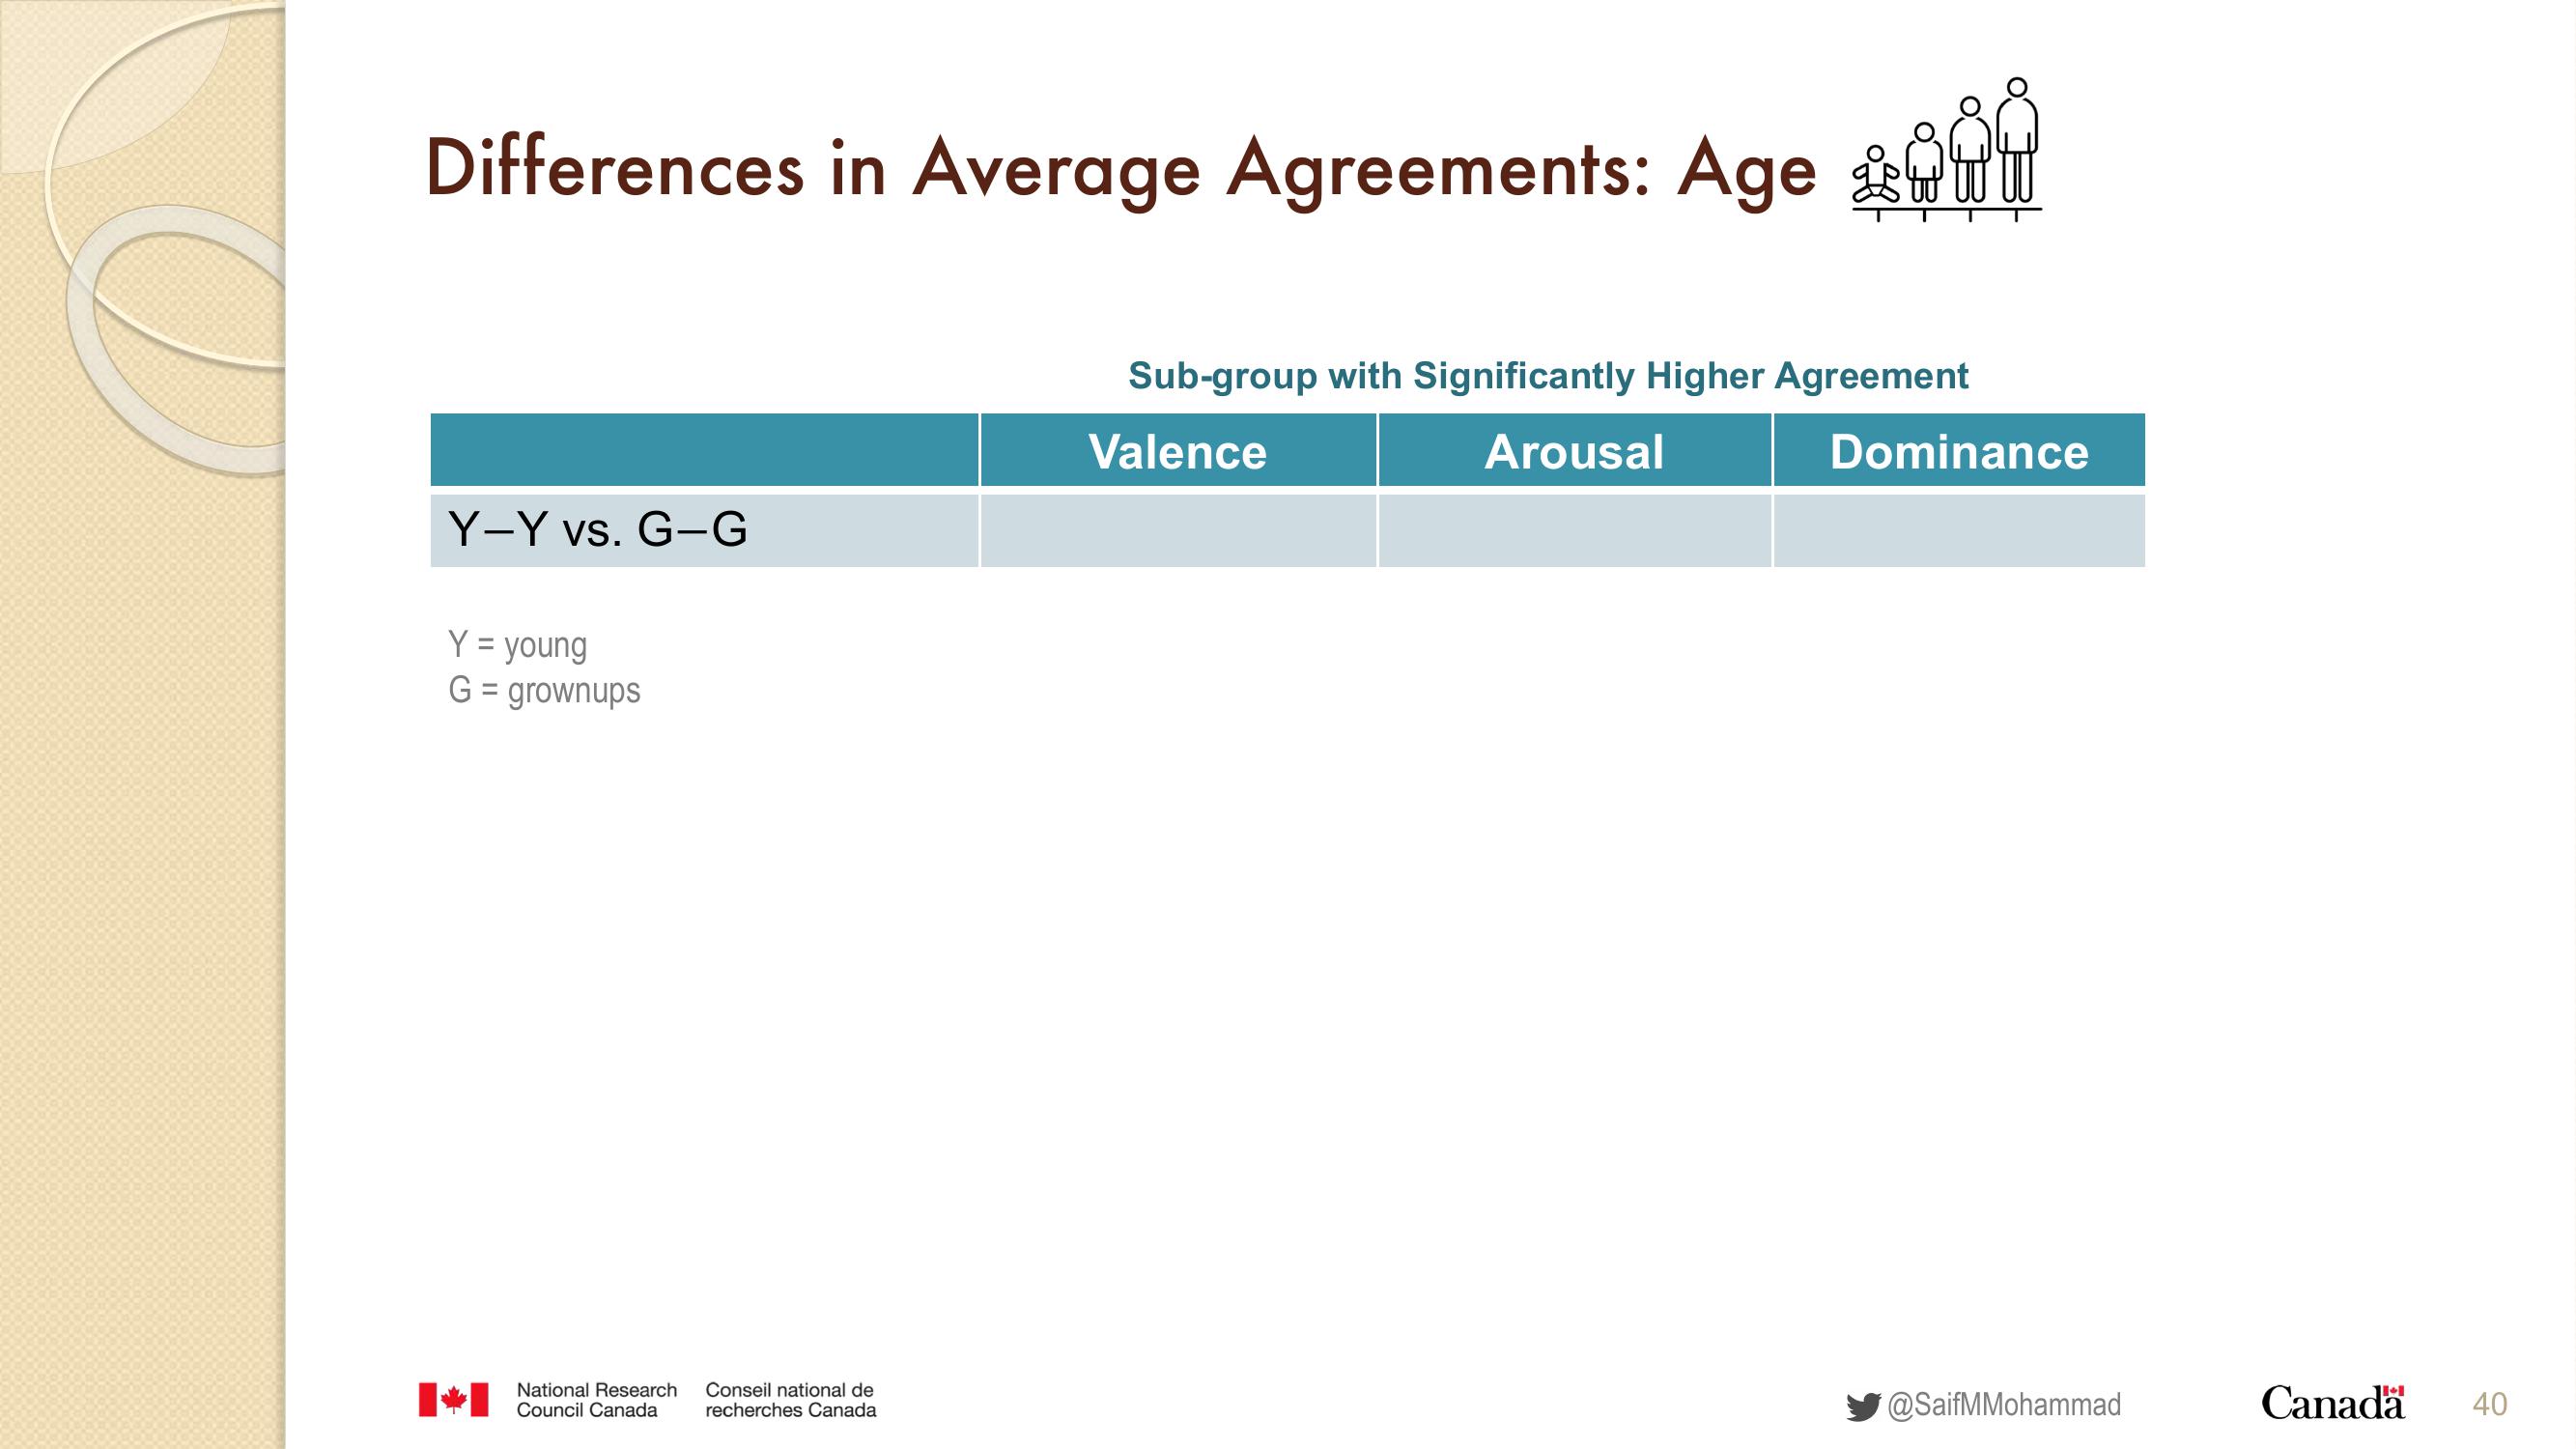 Differences in Average Agreements: Age
Sub-group with Significantly Higher Agreement
Valence Arousal Dominance
Y–Y vs. G–G
Y = young
G = grownups
National Research Council Canada
Conseil national de recherches Canada
@SaifMMohammad
Canada
40